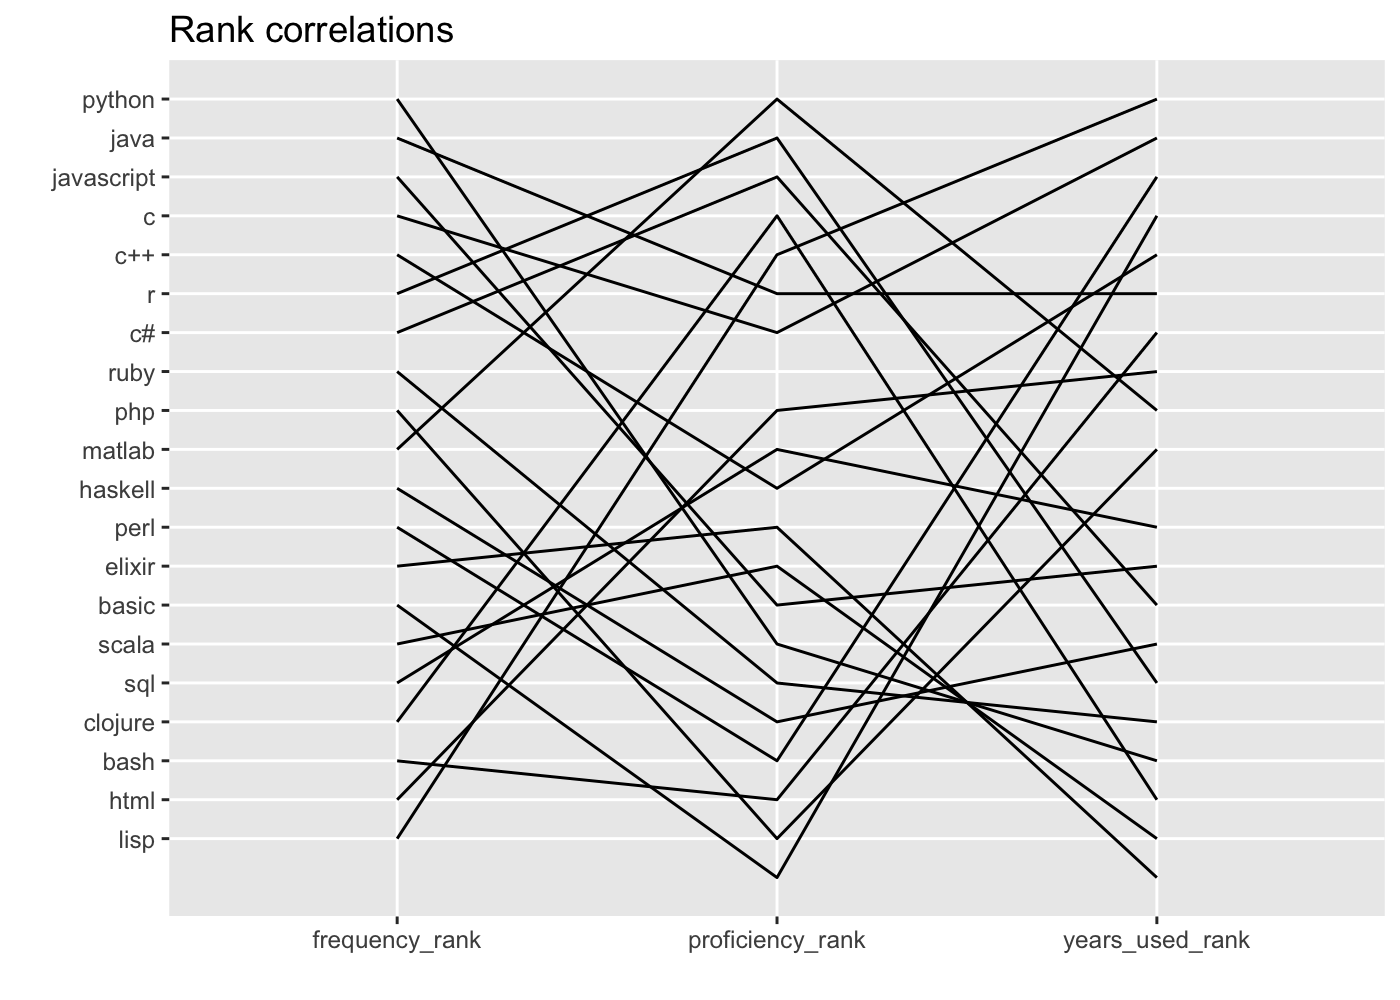 Rank correlations
python
java
javascript
c
c++
r
c#
ruby
php
matlab
haskell
perl
elixir
basic
scala
sql
clojure
bash
html
lisp
frequency_rank proficiency_rank years_used_rank